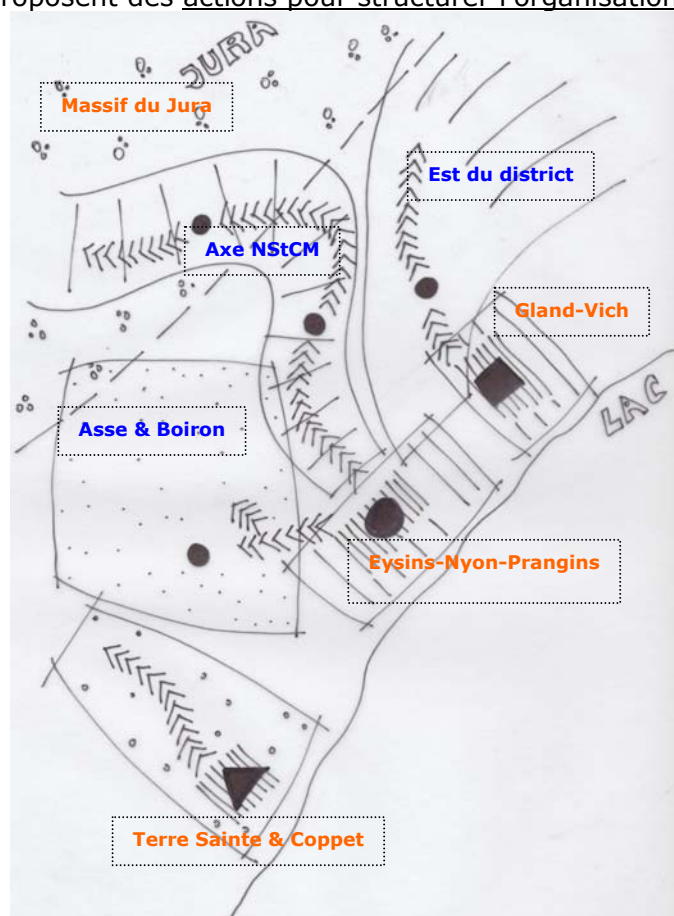 roposent des actions pour structurer l'organisation
JURA
Massif du Jura
Est du district
Axe NStCM
Gland-Vich
LAC
Asse & Boiron
Eysins-Nyon-Prangins
Terre Sainte & Coppet